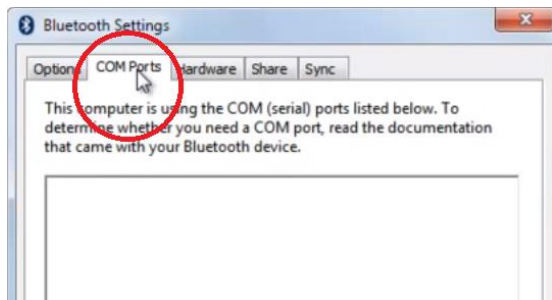 Bluetooth Settings
Options COM Ports Hardware Share Sync
This computer is using the COM (serial) ports listed below. To
determine whether you need a COM port, read the documentation
that came with your Bluetooth device.